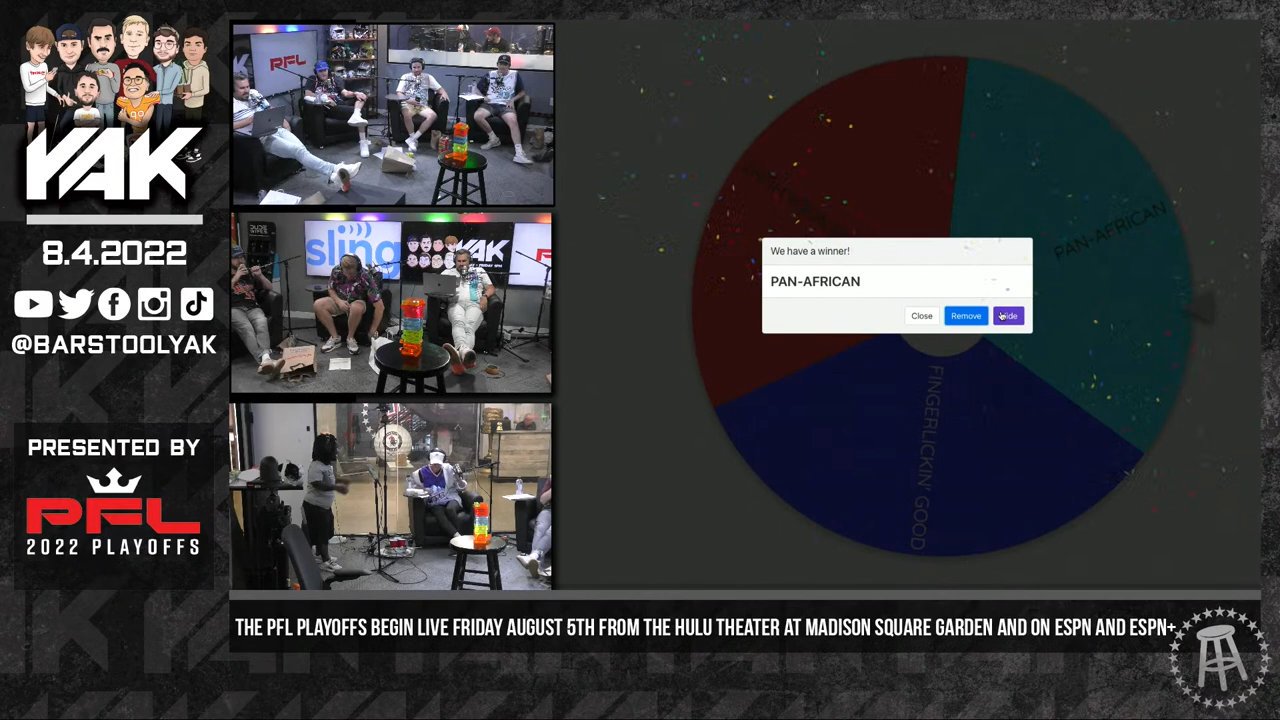 YAK
8.4.2022
@BARSTOOLYAK
PRESENTED BY
PFL
2022 PLAYOFFS
PFL
sling
YAK
PAN-AFRICAN
We have a winner!
PAN-AFRICAN
Close
Remove
FINGERLICKIN' GOOD
THE PFL PLAYOFFS BEGIN LIVE FRIDAY AUGUST 5TH FROM THE HULU THEATER AT MADISON SQUARE GARDEN AND ON ESPN AND ESPN+